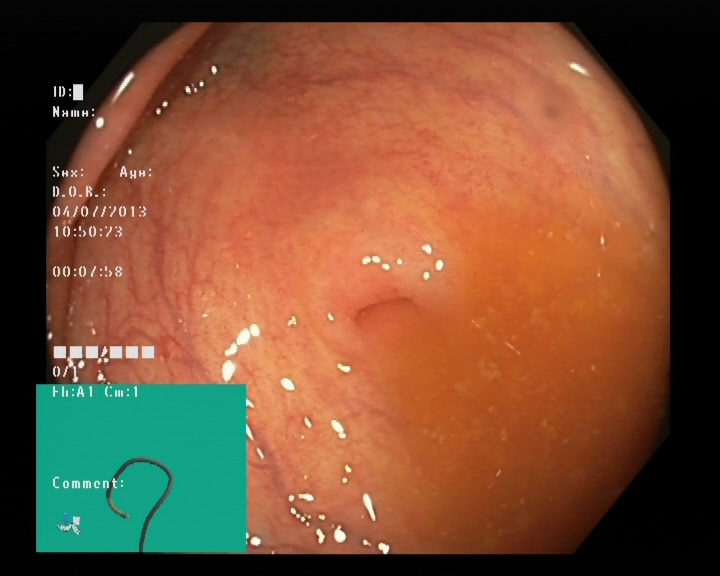 ID:
Name:
Sex: Age:
D.O.B.:
04/07/2013
10:50:23
00:07:58
0/1
Eh:A1 Cm:1
Comment: